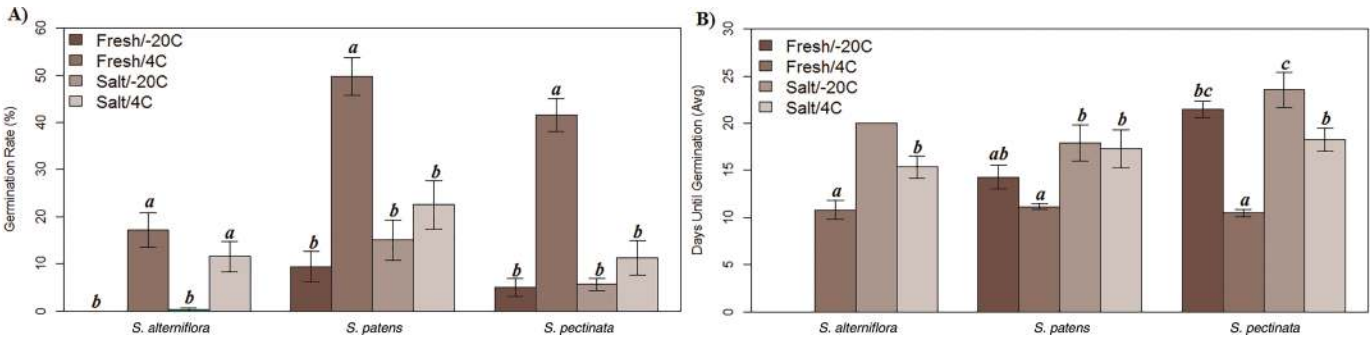 A)
Germination Rate (%)
60
50
40
30
20
10
0
Fresh/-20C
Fresh/4C
Salt/-20C
Salt/4C
b
a
b
a
b
a
b
b
b
a
b
b
S. alterniflora
S. patens
S. pectinata
B)
Days Until Germination (Avg)
30
25
20
15
10
5
0
Fresh/-20C
Fresh/4C
Salt/-20C
Salt/4C
a
b
ab
a
b
b
bc
a
c
b
S. alterniflora
S. patens
S. pectinata